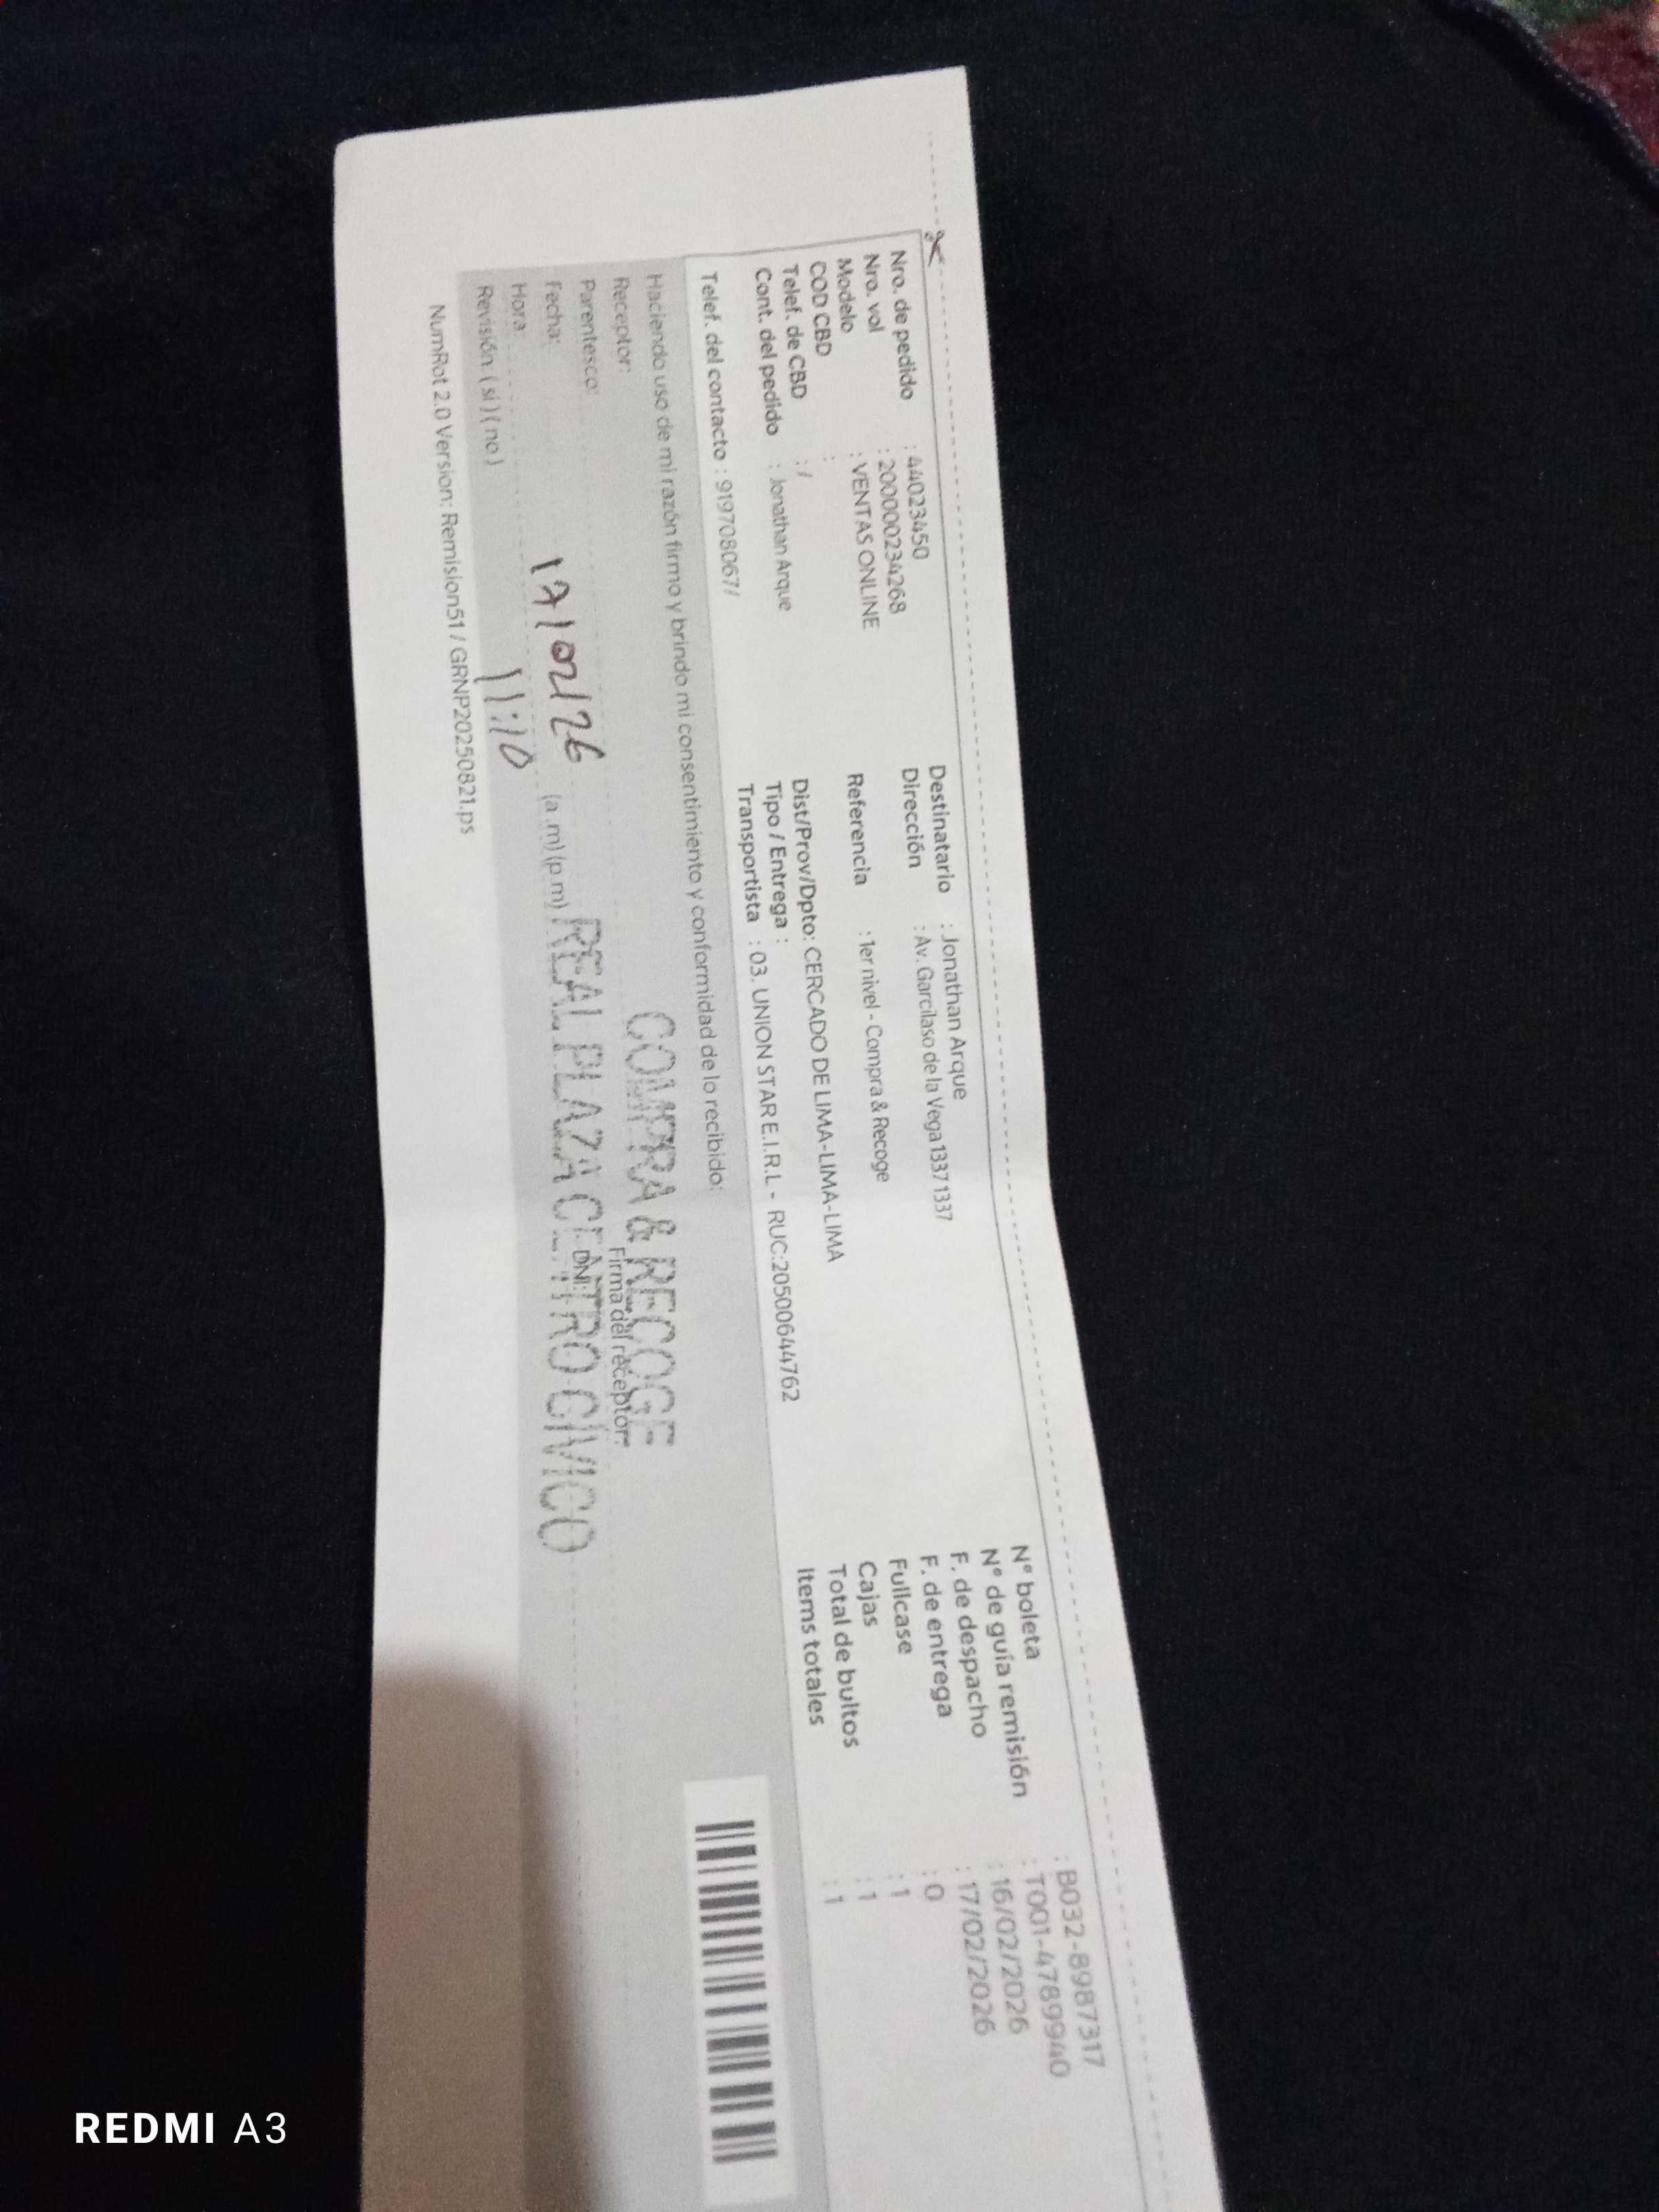 Nro. de pedido : 44023450
Nro. vol : 200000234268
Modelo : VENTAS ONLINE
COD CBD :
Telef. de CBD : /
Cont. del pedido : Jonathan Arque
Telef. del contacto : 919708067/
Destinatario : Jonathan Arque
Dirección : Av. Garcilaso de la Vega 1337 1337
Referencia : 1er nivel - Compra & Recoge
Dist/Prov/Dpto: CERCADO DE LIMA-LIMA-LIMA
Tipo / Entrega :
Transportista : 03. UNION STAR E.I.R.L - RUC:20500644762
N° boleta : B032-8987317
N° de guía remisión : T001-4789940
F. de despacho : 16/02/2026
F. de entrega : 17/02/2026
Fullcase : 0
Cajas : 1
Total de bultos : 1
Items totales : 1
Haciendo uso de mi razón firmo y brindo mi consentimiento y conformidad de lo recibido:
Receptor:
Parentesco:
Fecha: 17/02/26
Hora: 11:10 (a .m) (p .m)
Revisión: ( si ) ( no )
COMPRA & RECOGE
REAL PLAZA CENTRO CIVICO
Firma del receptor:
DNI:
NumRot 2.0 Version: Remision51 / GRNP20250821.ps
REDMI A3